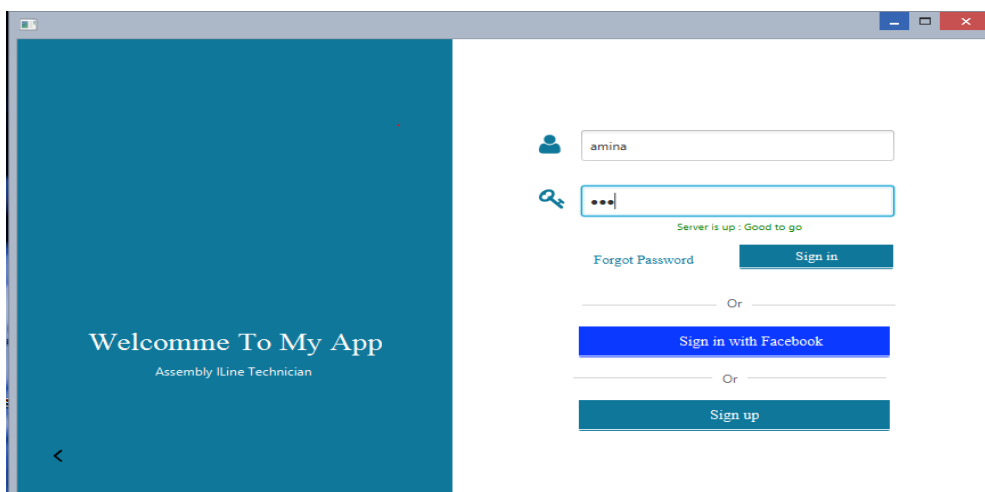 Welcomme To My App
Assembly lLine Technician
amina
•••
Server is up : Good to go
Forgot Password
Sign in
Or
Sign in with Facebook
Or
Sign up